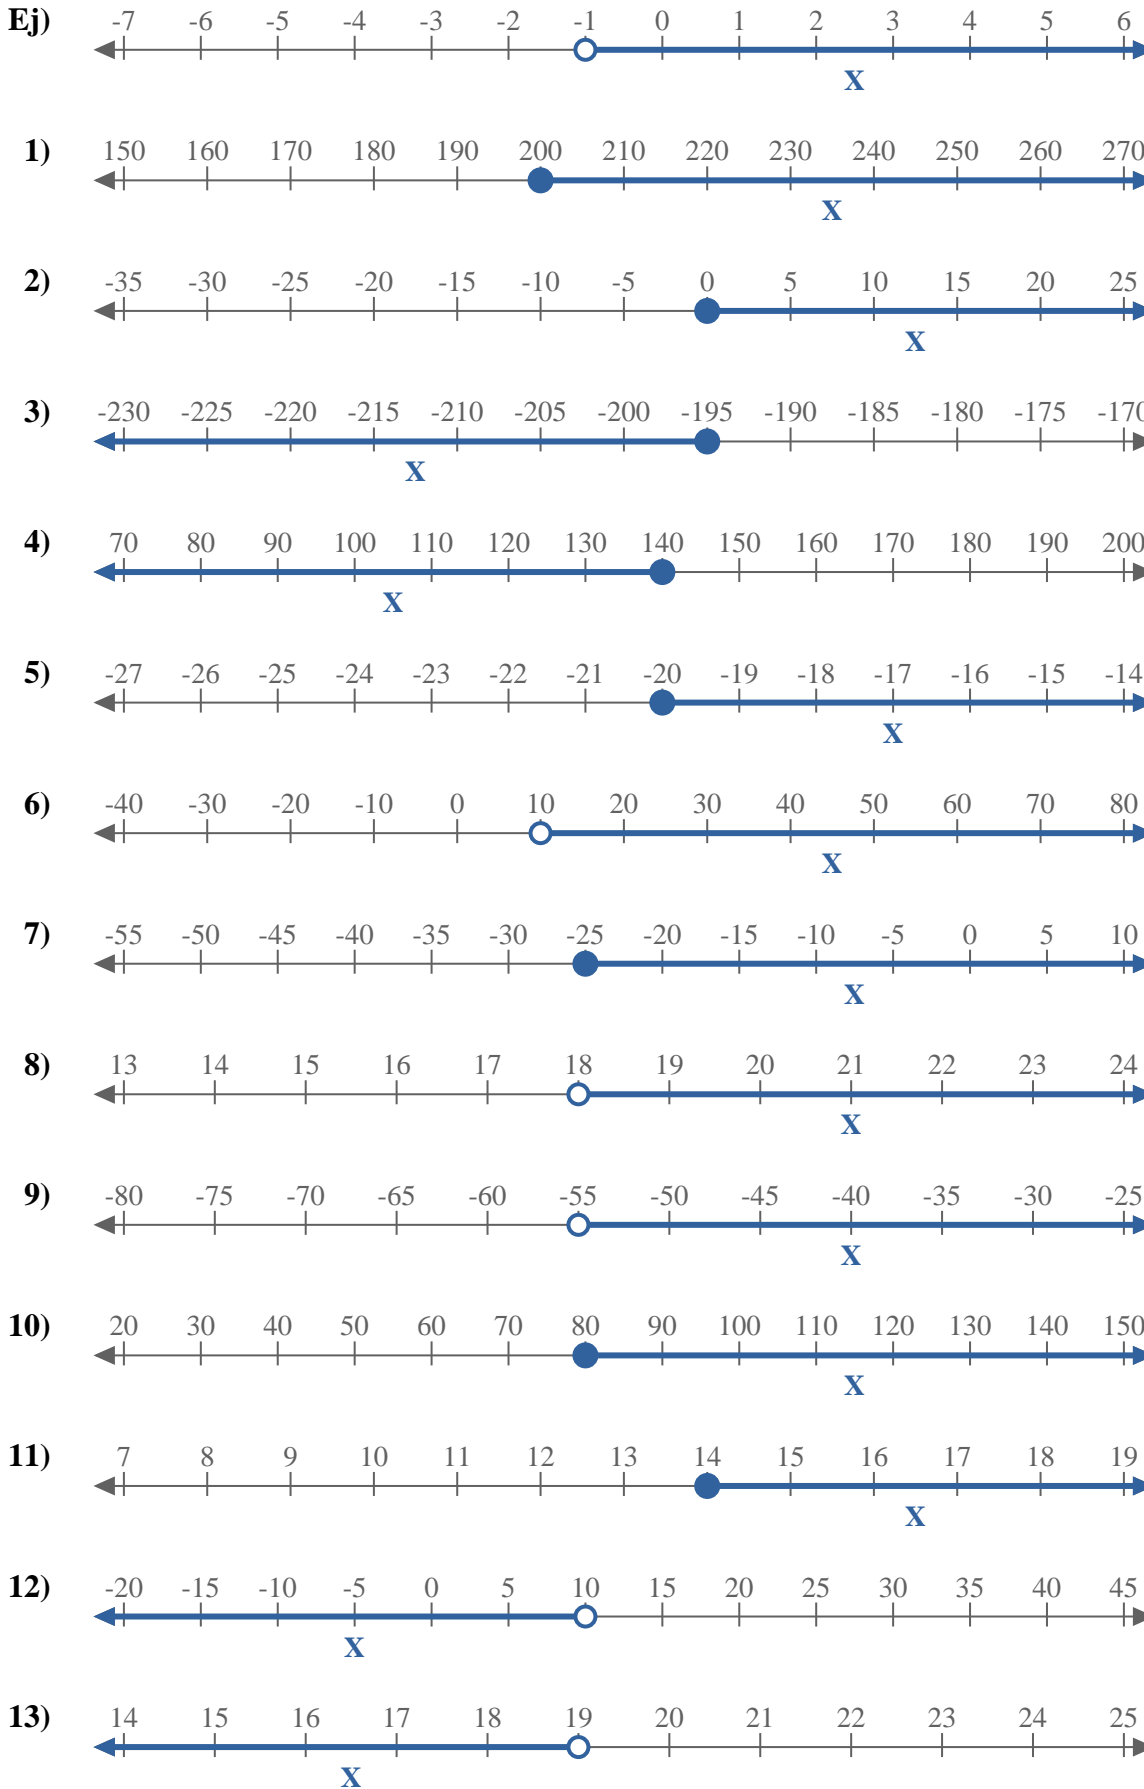 Ej) -7 -6 -5 -4 -3 -2 -1 0 1 2 3 4 5 6
X
1) 150 160 170 180 190 200 210 220 230 240 250 260 270
X
2) -35 -30 -25 -20 -15 -10 -5 0 5 10 15 20 25
X
3) -230 -225 -220 -215 -210 -205 -200 -195 -190 -185 -180 -175 -170
X
4) 70 80 90 100 110 120 130 140 150 160 170 180 190 200
X
5) -27 -26 -25 -24 -23 -22 -21 -20 -19 -18 -17 -16 -15 -14
X
6) -40 -30 -20 -10 0 10 20 30 40 50 60 70 80
X
7) -55 -50 -45 -40 -35 -30 -25 -20 -15 -10 -5 0 5 10
X
8) 13 14 15 16 17 18 19 20 21 22 23 24
X
9) -80 -75 -70 -65 -60 -55 -50 -45 -40 -35 -30 -25
X
10) 20 30 40 50 60 70 80 90 100 110 120 130 140 150
X
11) 7 8 9 10 11 12 13 14 15 16 17 18 19
X
12) -20 -15 -10 -5 0 5 10 15 20 25 30 35 40 45
X
13) 14 15 16 17 18 19 20 21 22 23 24 25
X